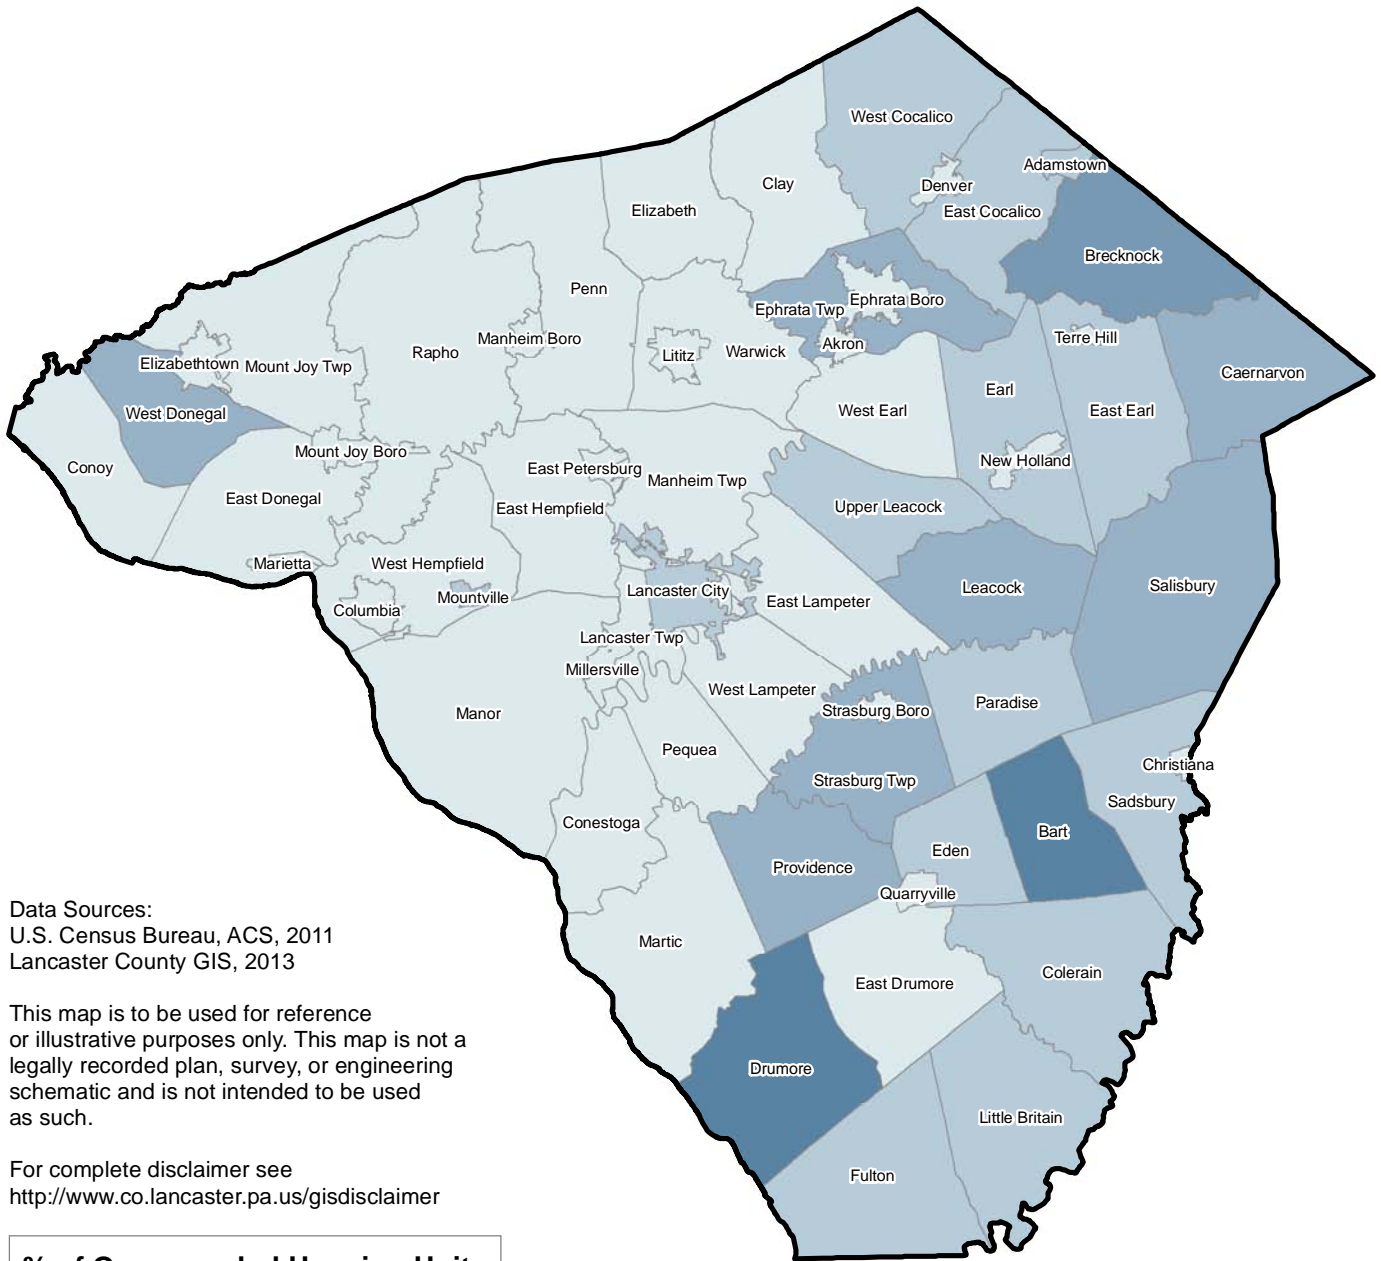 West Cocalico
Adamstown
Denver
Clay
East Cocalico
Elizabeth
Brecknock
Penn
Ephrata Boro
Ephrata Twp
Terre Hill
Manheim Boro
Akron
Rapho
Lititz
Warwick
Elizabethtown
Mount Joy Twp
Caernarvon
Earl
West Earl
East Earl
West Donegal
Mount Joy Boro
New Holland
Conoy
East Petersburg
Manheim Twp
East Donegal
East Hempfield
Upper Leacock
Marietta
West Hempfield
Leacock
Salisbury
Lancaster City
Mountville
East Lampeter
Columbia
Lancaster Twp
Millersville
West Lampeter
Paradise
Strasburg Boro
Manor
Pequea
Christiana
Strasburg Twp
Sadsbury
Conestoga
Bart
Eden
Providence
Quarryville
Martic
Colerain
East Drumore
Drumore
Little Britain
Fulton
Data Sources:
U.S. Census Bureau, ACS, 2011
Lancaster County GIS, 2013
This map is to be used for reference
or illustrative purposes only. This map is not a
legally recorded plan, survey, or engineering
schematic and is not intended to be used
as such.
For complete disclaimer see
http://www.co.lancaster.pa.us/gisdisclaimer